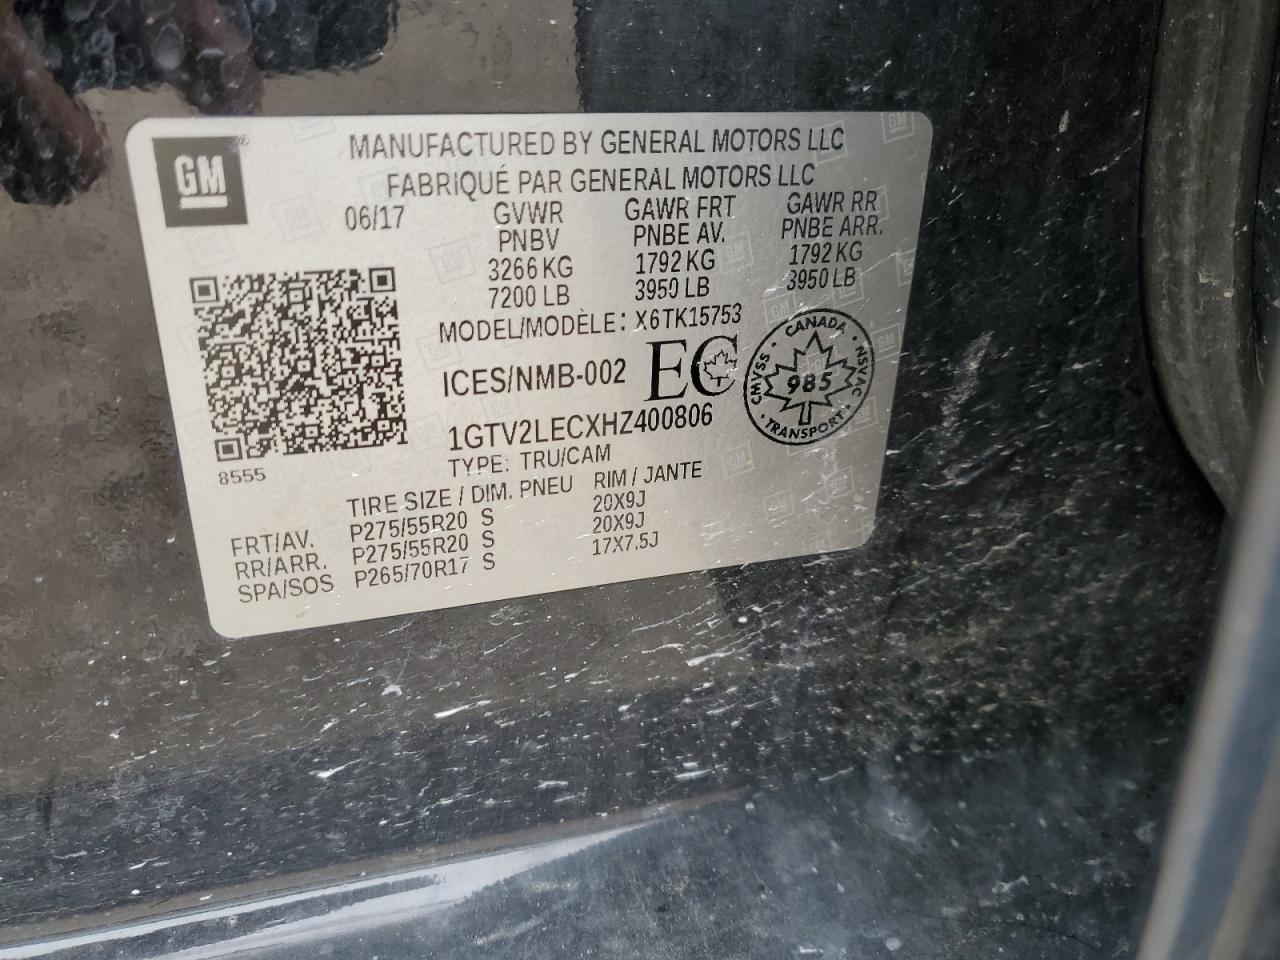 GM
MANUFACTURED BY GENERAL MOTORS LLC
FABRIQUÉ PAR GENERAL MOTORS LLC
06/17 GVWR GAWR FRT GAWR RR
PNBV PNBE AV. PNBE ARR.
3266 KG 1792 KG 1792 KG
7200 LB 3950 LB 3950 LB
MODEL/MODÈLE: X6TK15753
ICES/NMB-002 EC
CANADA
CMVSS NSVAC
985
TRANSPORT
1GTV2LECXHZ400806
8555 TYPE: TRU/CAM
TIRE SIZE / DIM. PNEU RIM / JANTE
FRT/AV. P275/55R20 S 20X9J
RR/ARR. P275/55R20 S 20X9J
SPA/SOS P265/70R17 S 17X7.5J